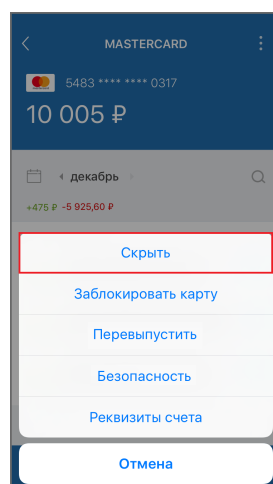 MASTERCARD
5483 **** **** 0317
10 005 ₽
декабрь
+475 ₽ -5 925,60 ₽
Скрыть
Заблокировать карту
Перевыпустить
Безопасность
Реквизиты счета
Отмена